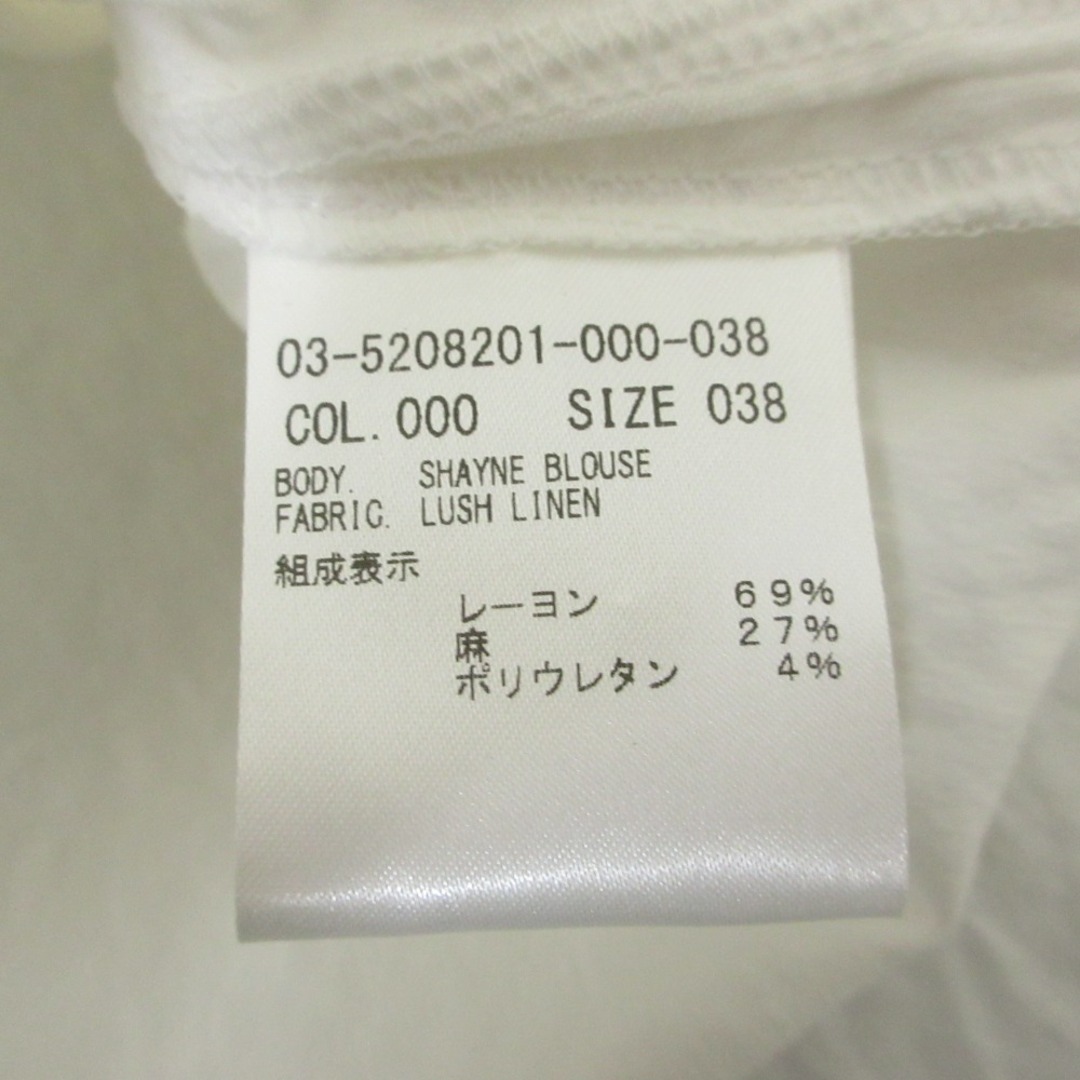 03-5208201-000-038
COL. 000 SIZE 038
BODY. SHAYNE BLOUSE
FABRIC. LUSH LINEN
組成表示
レーヨン 69%
麻 27%
ポリウレタン 4%